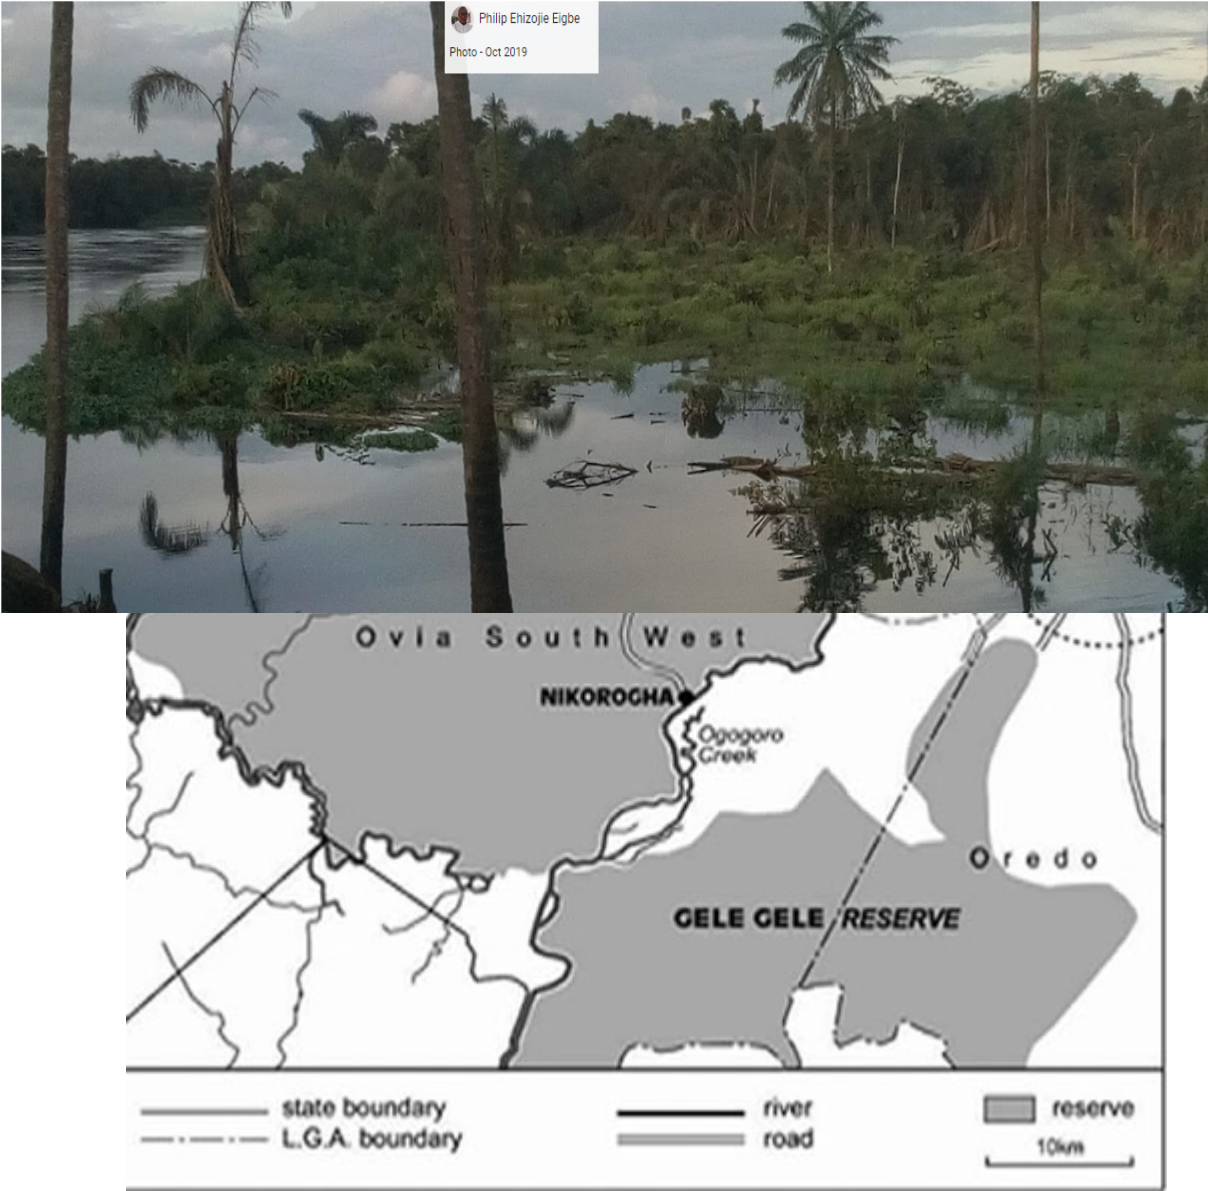 Philip Ehizojie Eigbe
Photo - Oct 2019
Ovia South West
NIKOROGHA
Ogogoro
Creek
Oredo
GELE GELE RESERVE
state boundary
river
reserve
L.G.A. boundary
road
10km